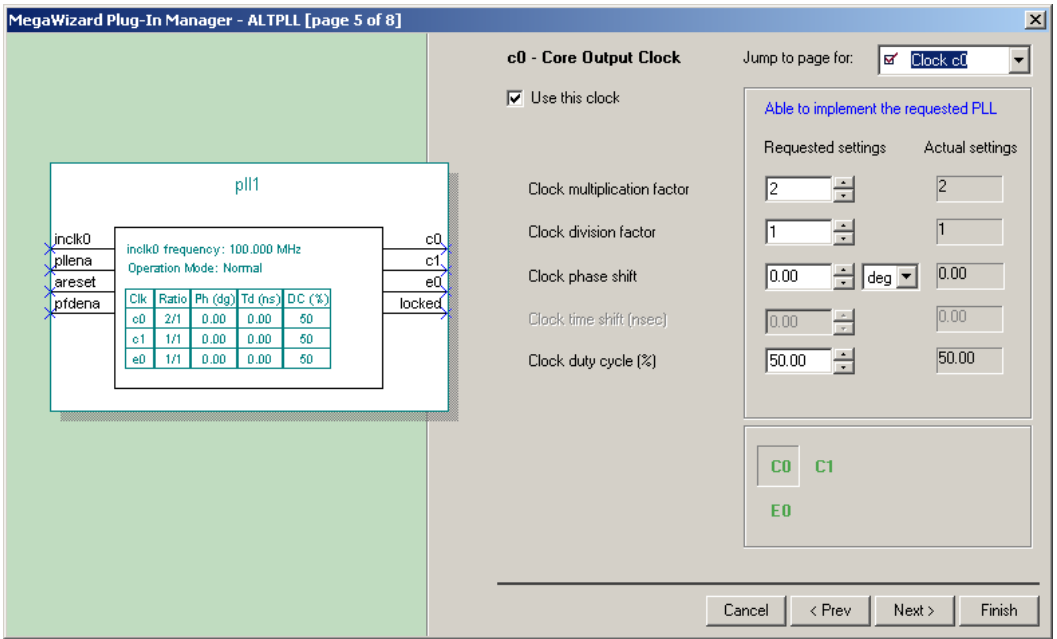 MegaWizard Plug-In Manager - ALTPLL [page 5 of 8]
c0 - Core Output Clock
Jump to page for: Clock c0
Use this clock
Able to implement the requested PLL
Requested settings Actual settings
Clock multiplication factor 2 2
Clock division factor 1 1
Clock phase shift 0.00 deg 0.00
Clock time shift (nsec) 0.00 0.00
Clock duty cycle (%) 50.00 50.00
C0 C1
E0
Cancel < Prev Next > Finish
pll1
inclk0 c0
pllena c1
areset e0
pfdena locked
inclk0 frequency: 100.000 MHz
Operation Mode: Normal
Clk Ratio Ph (dg) Td (ns) DC (%)
c0 2/1 0.00 0.00 50
c1 1/1 0.00 0.00 50
e0 1/1 0.00 0.00 50